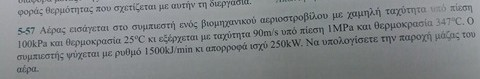 φοράς θερμότητας που σχετίζεται με αυτήν τη διεργασία.
5-57 Αέρας εισάγεται στο συμπιεστή ενός βιομηχανικού αεριοστροβίλου με χαμηλή ταχύτητα υπό πίεση
100kPa και θερμοκρασία 25°C κι εξέρχεται με ταχύτητα 90m/s υπό πίεση 1MPa και θερμοκρασία 347°C. Ο
συμπιεστής ψύχεται με ρυθμό 1500kJ/min κι απορροφά ισχύ 250kW. Να υπολογίσετε την παροχή μάζας του
αέρα.